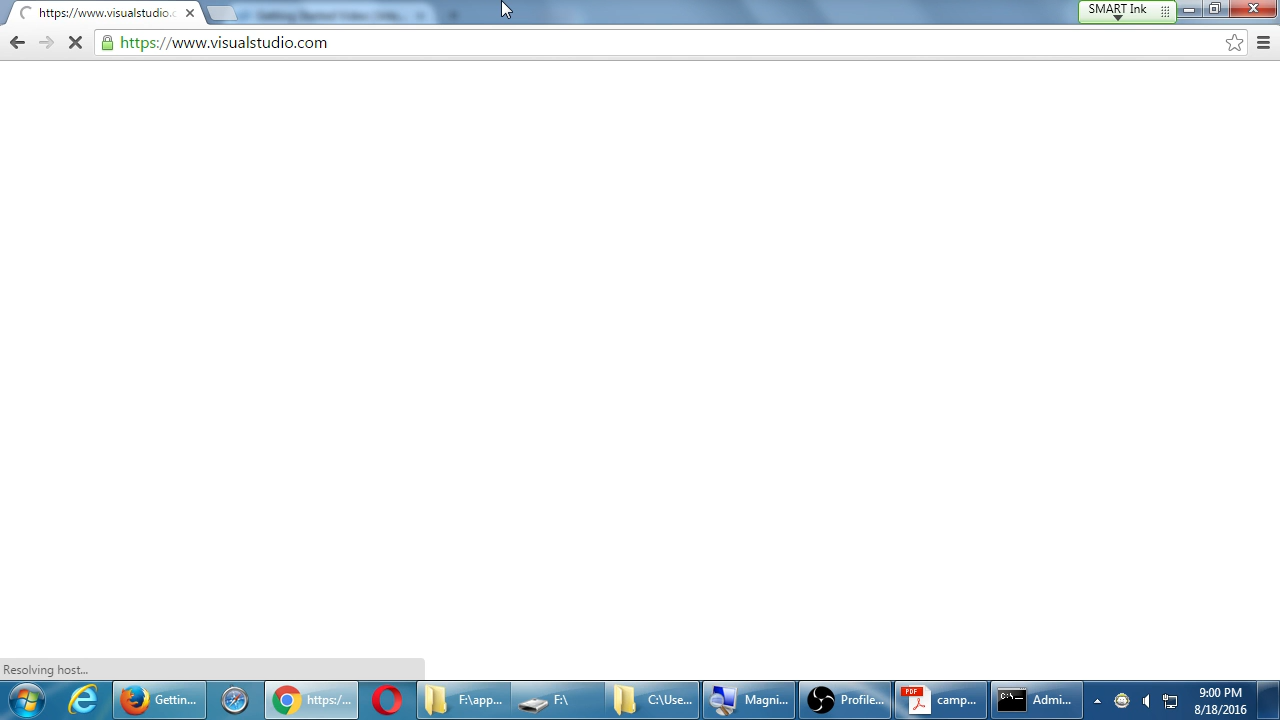 https://www.visualstudio.c
SMART Ink
https://www.visualstudio.com
Resolving host...
Gettin...
https:/...
F:\app...
F:\
C:\Use...
Magni...
Profile...
PDF
camp...
C:\
Admi...
9:00 PM
8/18/2016